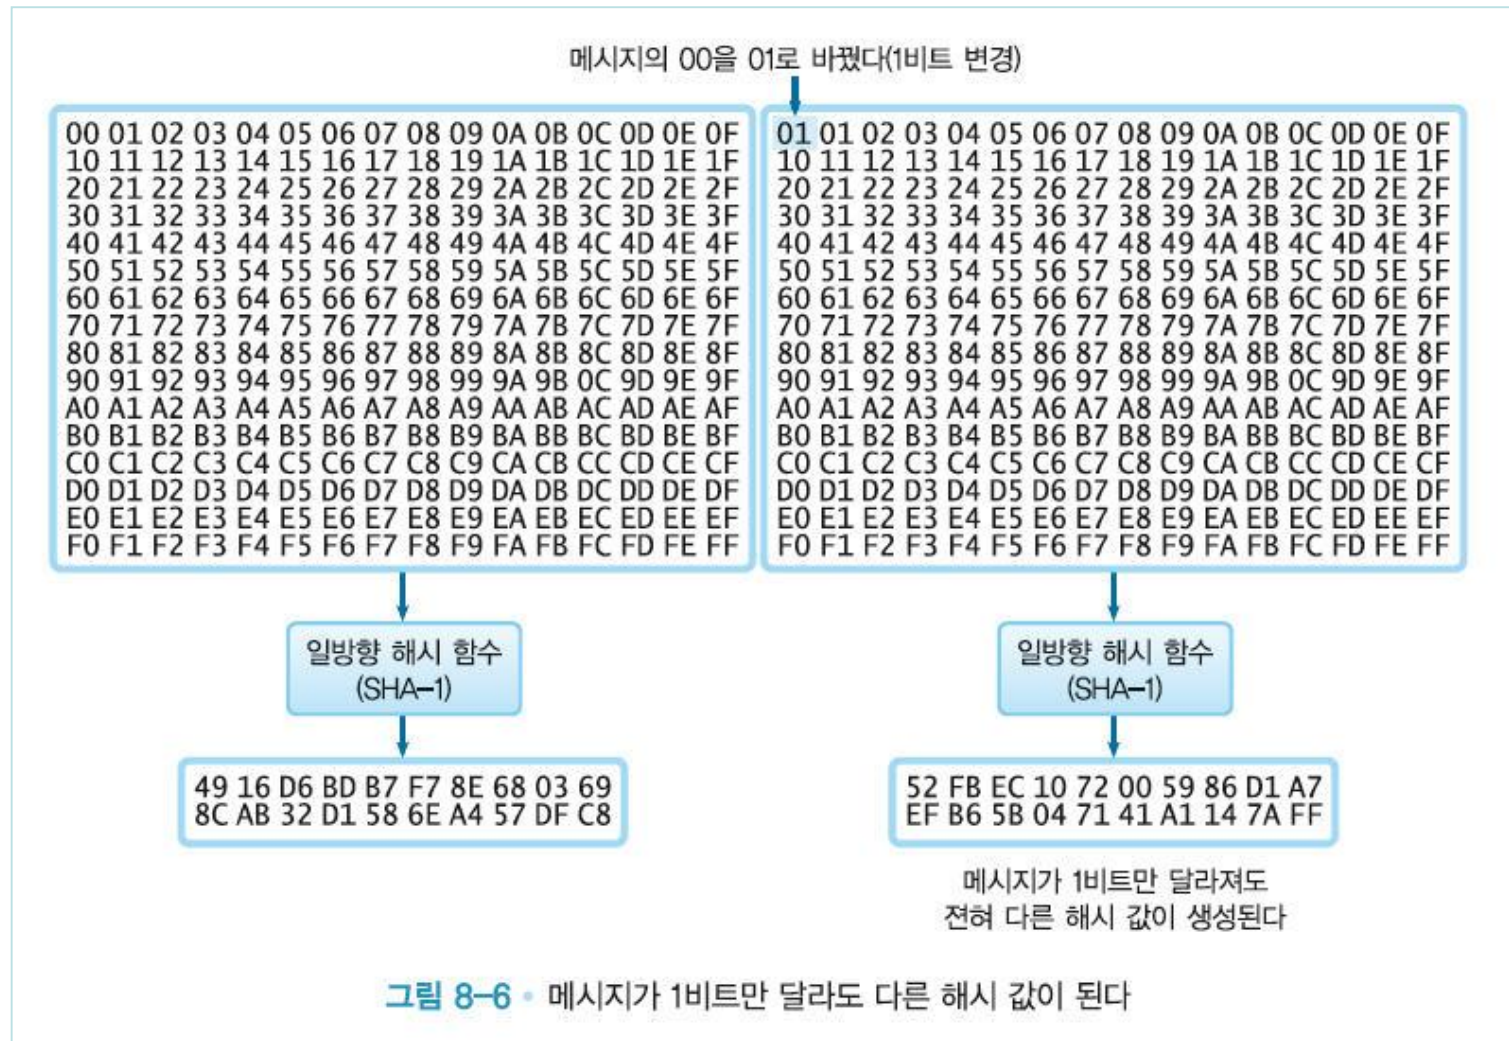 메시지의 00을 01로 바꿨다(1비트 변경)
00 01 02 03 04 05 06 07 08 09 0A 0B 0C 0D 0E 0F
10 11 12 13 14 15 16 17 18 19 1A 1B 1C 1D 1E 1F
20 21 22 23 24 25 26 27 28 29 2A 2B 2C 2D 2E 2F
30 31 32 33 34 35 36 37 38 39 3A 3B 3C 3D 3E 3F
40 41 42 43 44 45 46 47 48 49 4A 4B 4C 4D 4E 4F
50 51 52 53 54 55 56 57 58 59 5A 5B 5C 5D 5E 5F
60 61 62 63 64 65 66 67 68 69 6A 6B 6C 6D 6E 6F
70 71 72 73 74 75 76 77 78 79 7A 7B 7C 7D 7E 7F
80 81 82 83 84 85 86 87 88 89 8A 8B 8C 8D 8E 8F
90 91 92 93 94 95 96 97 98 99 9A 9B 0C 9D 9E 9F
A0 A1 A2 A3 A4 A5 A6 A7 A8 A9 AA AB AC AD AE AF
B0 B1 B2 B3 B4 B5 B6 B7 B8 B9 BA BB BC BD BE BF
C0 C1 C2 C3 C4 C5 C6 C7 C8 C9 CA CB CC CD CE CF
D0 D1 D2 D3 D4 D5 D6 D7 D8 D9 DA DB DC DD DE DF
E0 E1 E2 E3 E4 E5 E6 E7 E8 E9 EA EB EC ED EE EF
F0 F1 F2 F3 F4 F5 F6 F7 F8 F9 FA FB FC FD FE FF
일방향 해시 함수
(SHA-1)
49 16 D6 BD B7 F7 8E 68 03 69
8C AB 32 D1 58 6E A4 57 DF C8
01 01 02 03 04 05 06 07 08 09 0A 0B 0C 0D 0E 0F
10 11 12 13 14 15 16 17 18 19 1A 1B 1C 1D 1E 1F
20 21 22 23 24 25 26 27 28 29 2A 2B 2C 2D 2E 2F
30 31 32 33 34 35 36 37 38 39 3A 3B 3C 3D 3E 3F
40 41 42 43 44 45 46 47 48 49 4A 4B 4C 4D 4E 4F
50 51 52 53 54 55 56 57 58 59 5A 5B 5C 5D 5E 5F
60 61 62 63 64 65 66 67 68 69 6A 6B 6C 6D 6E 6F
70 71 72 73 74 75 76 77 78 79 7A 7B 7C 7D 7E 7F
80 81 82 83 84 85 86 87 88 89 8A 8B 8C 8D 8E 8F
90 91 92 93 94 95 96 97 98 99 9A 9B 0C 9D 9E 9F
A0 A1 A2 A3 A4 A5 A6 A7 A8 A9 AA AB AC AD AE AF
B0 B1 B2 B3 B4 B5 B6 B7 B8 B9 BA BB BC BD BE BF
C0 C1 C2 C3 C4 C5 C6 C7 C8 C9 CA CB CC CD CE CF
D0 D1 D2 D3 D4 D5 D6 D7 D8 D9 DA DB DC DD DE DF
E0 E1 E2 E3 E4 E5 E6 E7 E8 E9 EA EB EC ED EE EF
F0 F1 F2 F3 F4 F5 F6 F7 F8 F9 FA FB FC FD FE FF
일방향 해시 함수
(SHA-1)
52 FB EC 10 72 00 59 86 D1 A7
EF B6 5B 04 71 41 A1 14 7A FF
메시지가 1비트만 달라져도
젼혀 다른 해시 값이 생성된다
그림 8-6 • 메시지가 1비트만 달라도 다른 해시 값이 된다